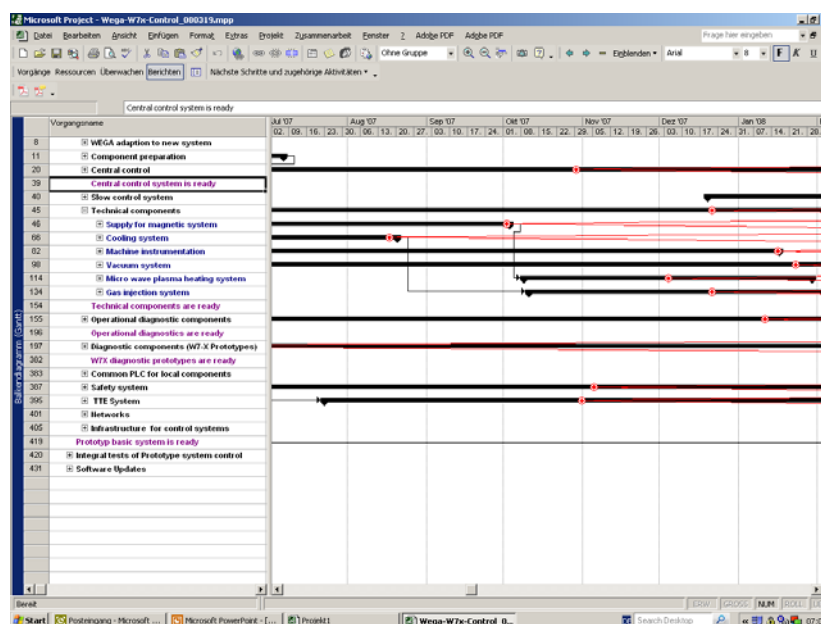 Microsoft Project - Wega-W7x-Control_000319.mpp
Datei Bearbeiten Ansicht Einfügen Format Extras Projekt Zusammenarbeit Fenster ? Adobe PDF Adobe PDF Frage hier eingeben
Ohne Gruppe Einblenden Arial 8 F K U
Vorgänge Ressourcen Überwachen Berichten Nächste Schritte und zugehörige Aktivitäten
Central control system is ready
Vorgangsname Jul '07 Aug '07 Sep '07 Okt '07 Nov '07 Dez '07 Jan '08
02. 09. 16. 23. 30. 06. 13. 20. 27. 03. 10. 17. 24. 01. 08. 15. 22. 29. 05. 12. 19. 26. 03. 10. 17. 24. 31. 07. 14. 21. 28
8 WEGA adaption to new system
11 Component preparation
20 Central control
39 Central control system is ready
40 Slow control system
45 Technical components
46 Supply for magnetic system
66 Cooling system
82 Machine instrumentation
98 Vacuum system
114 Micro wave plasma heating system
134 Gas injection system
154 Technical components are ready
155 Operational diagnostic components
196 Operational diagnostics are ready
197 Diagnostic components (W7-X Prototypes)
382 W7X diagnostic prototypes are ready
383 Common PLC for local components
387 Safety system
395 TTE System
401 Networks
405 Infrastructure for control systems
419 Prototyp basic system is ready
420 Integral tests of Prototype system control
431 Software Updates
Balkendiagramm (Gantt)
Bereit ERW GROSS NUM ROLL
Start Posteingang - Microsoft ... Microsoft PowerPoint - [... Projekt1 Wega-W7x-Control_0... Search Desktop